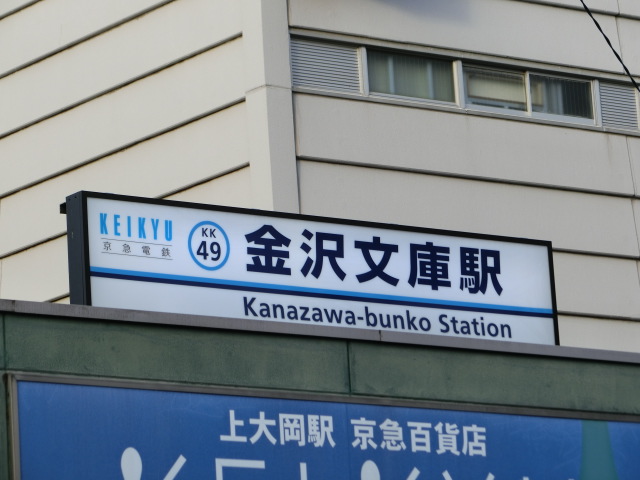 KEIKYU
京急電鉄
KK
49
金沢文庫駅
Kanazawa-bunko Station
上大岡駅 京急百貨店